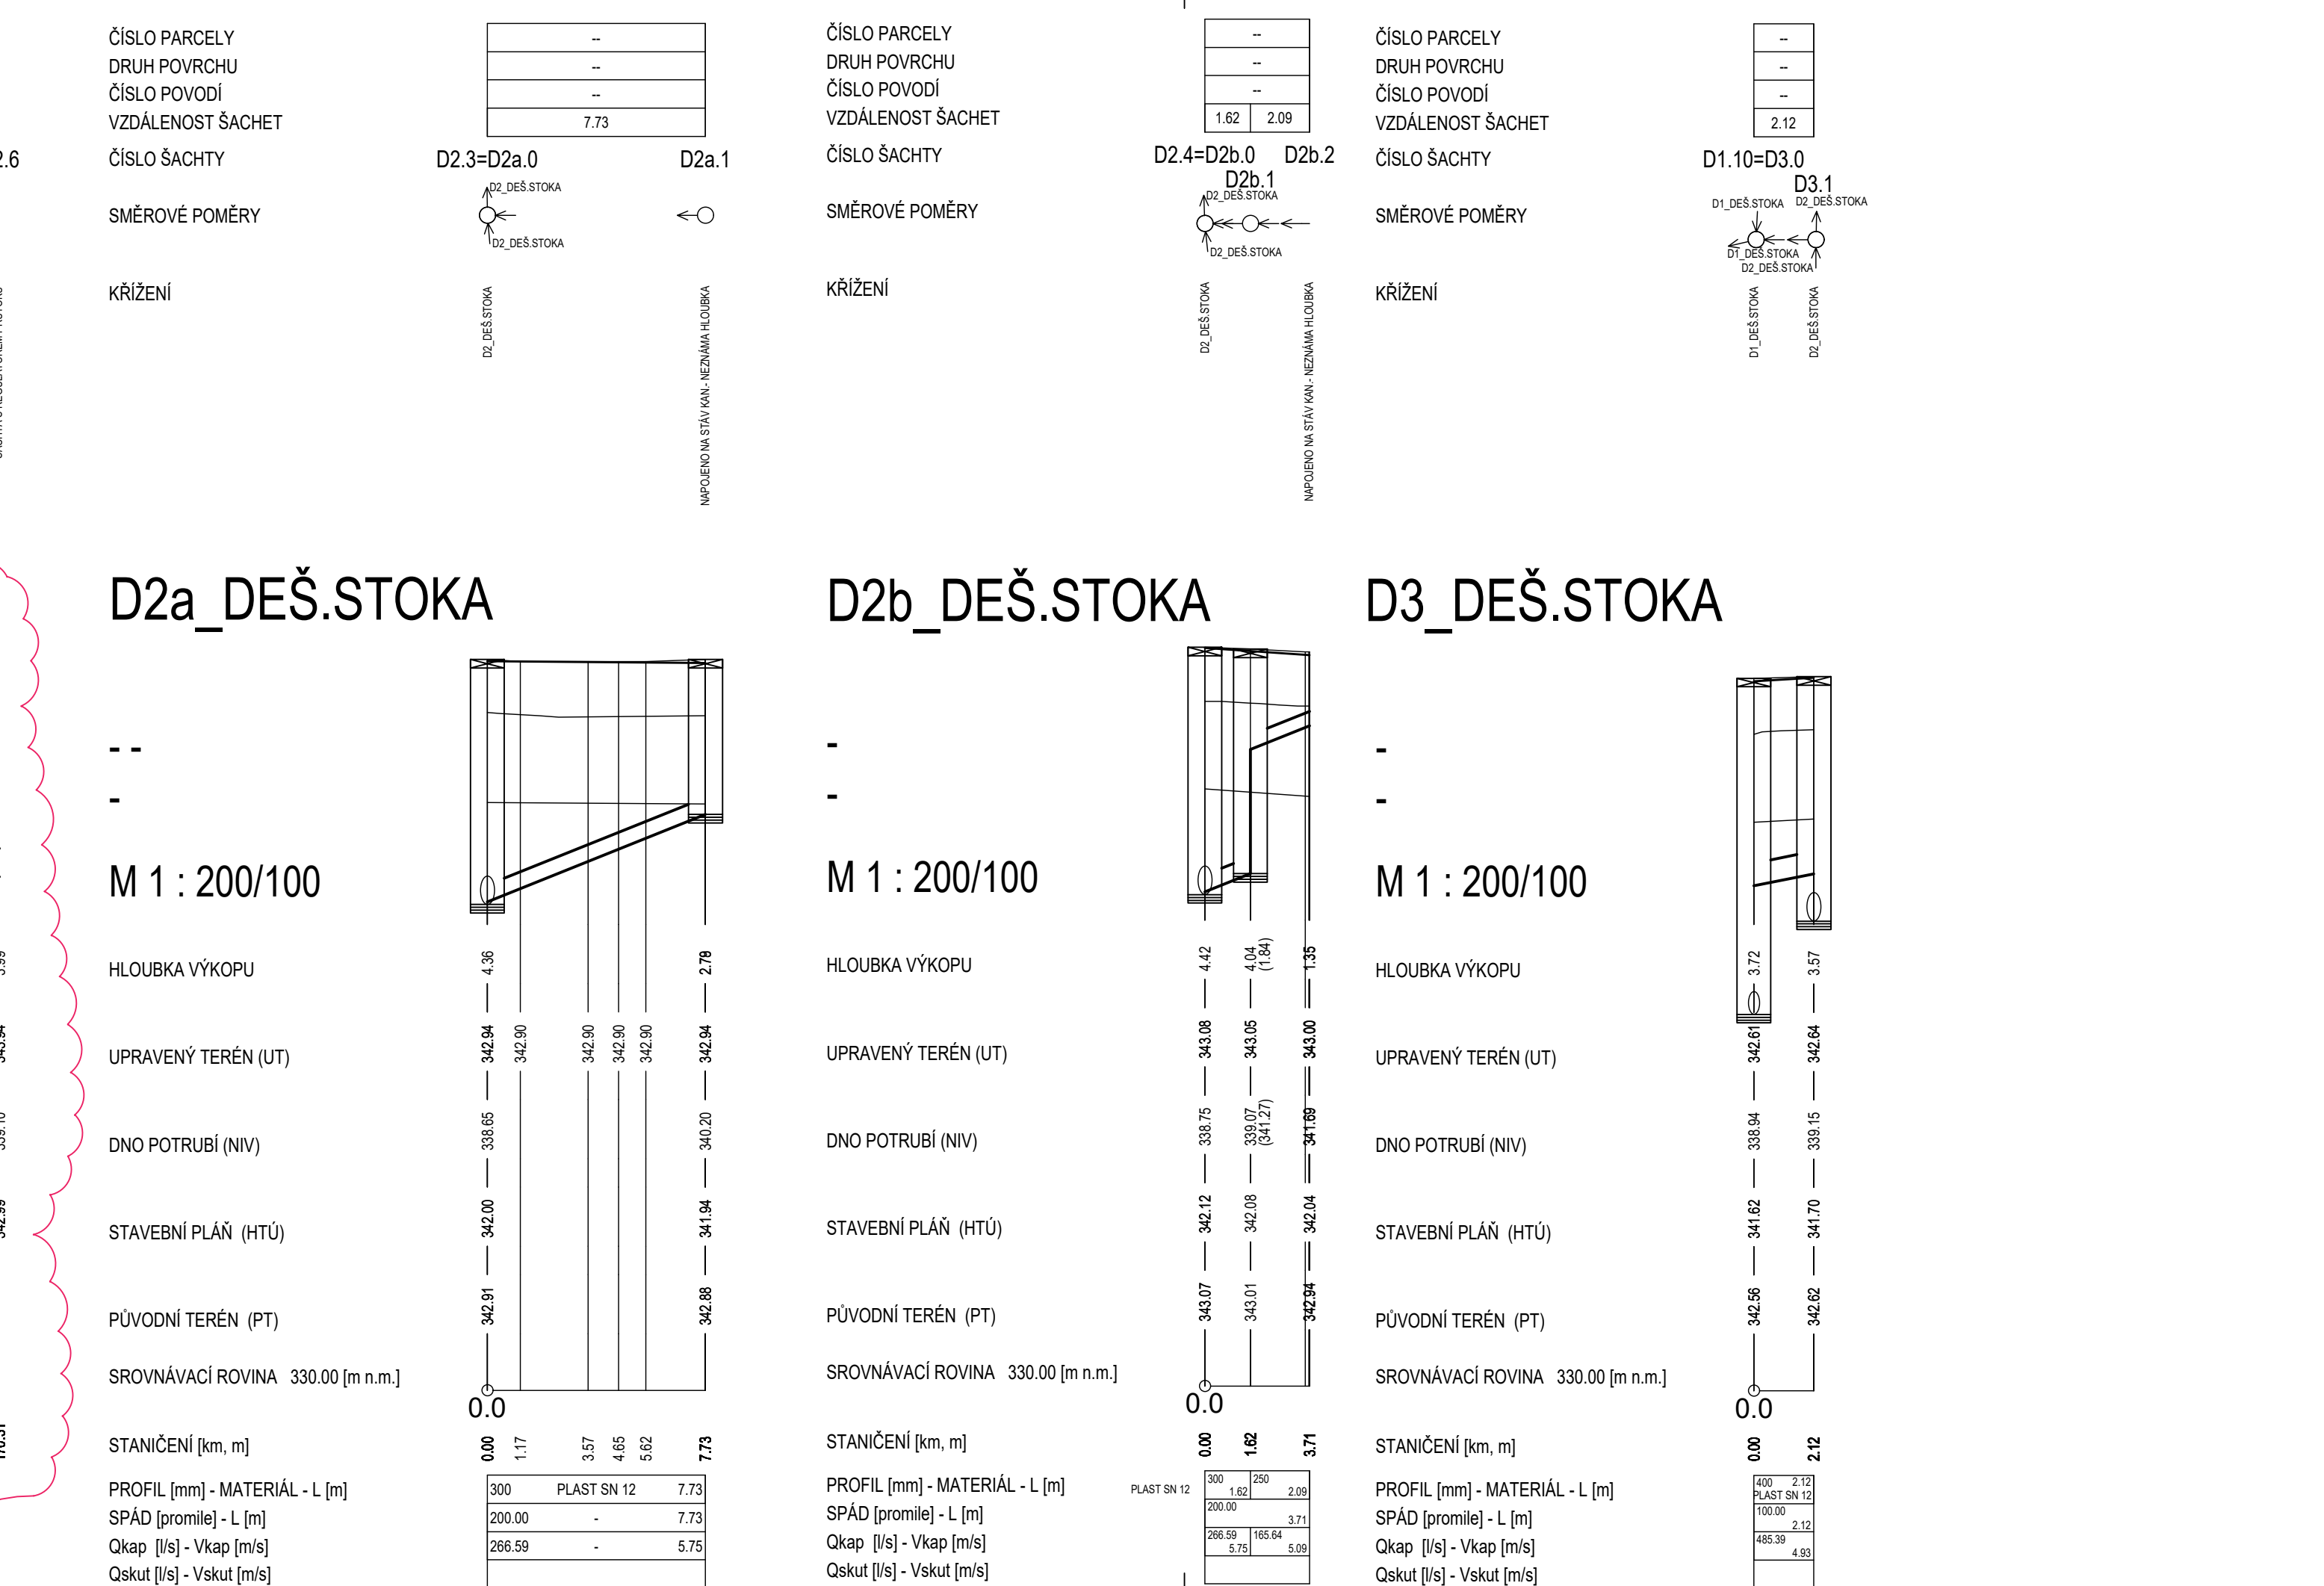 2.6
ČÍSLO PARCELY
--
DRUH POVRCHU
--
ČÍSLO POVODÍ
--
VZDÁLENOST ŠACHET
7.73
ČÍSLO ŠACHTY
D2.3=D2a.0 D2a.1
SMĚROVÉ POMĚRY
D2_DEŠ.STOKA
D2_DEŠ.STOKA
KŘÍŽENÍ
D2_DEŠ.STOKA
NAPOJENO NA STÁV KAN.- NEZNÁMA HLOUBKA
D2a_DEŠ.STOKA
- -
-
M 1 : 200/100
HLOUBKA VÝKOPU
4.36
UPRAVENÝ TERÉN (UT)
342.94 342.90 342.90 342.90 342.90 342.94
DNO POTRUBÍ (NIV)
338.65 340.20
STAVEBNÍ PLÁŇ (HTÚ)
342.00 341.94
PŮVODNÍ TERÉN (PT)
342.91 342.88
SROVNÁVACÍ ROVINA 330.00 [m n.m.]
0.0
STANIČENÍ [km, m]
0.00 1.17 3.57 4.65 5.62 7.73
PROFIL [mm] - MATERIÁL - L [m]
300 PLAST SN 12 7.73
SPÁD [promile] - L [m]
200.00 - 7.73
Qkap [l/s] - Vkap [m/s]
266.59 - 5.75
Qskut [l/s] - Vskut [m/s]
ČÍSLO PARCELY
--
DRUH POVRCHU
--
ČÍSLO POVODÍ
--
VZDÁLENOST ŠACHET
1.62 2.09
ČÍSLO ŠACHTY
D2.4=D2b.0 D2b.2
D2b.1
SMĚROVÉ POMĚRY
D2_DEŠ.STOKA
D2_DEŠ.STOKA
KŘÍŽENÍ
D2_DEŠ.STOKA
NAPOJENO NA STÁV KAN.- NEZNÁMA HLOUBKA
D2b_DEŠ.STOKA
-
-
M 1 : 200/100
HLOUBKA VÝKOPU
4.42 4.04 (1.84) 1.35
UPRAVENÝ TERÉN (UT)
343.08 343.05 343.00
DNO POTRUBÍ (NIV)
338.75 339.07 (341.27) 341.69
STAVEBNÍ PLÁŇ (HTÚ)
342.12 342.08 342.04
PŮVODNÍ TERÉN (PT)
343.07 343.01 342.94
SROVNÁVACÍ ROVINA 330.00 [m n.m.]
0.0
STANIČENÍ [km, m]
0.00 1.62 3.71
PROFIL [mm] - MATERIÁL - L [m]
PLAST SN 12
300 250
1.62 2.09
SPÁD [promile] - L [m]
200.00
3.71
Qkap [l/s] - Vkap [m/s]
266.59 165.64
5.75 5.09
Qskut [l/s] - Vskut [m/s]
ČÍSLO PARCELY
--
DRUH POVRCHU
--
ČÍSLO POVODÍ
--
VZDÁLENOST ŠACHET
2.12
ČÍSLO ŠACHTY
D1.10=D3.0
D3.1
SMĚROVÉ POMĚRY
D1_DEŠ.STOKA D2_DEŠ.STOKA
D1_DEŠ.STOKA
D2_DEŠ.STOKA
KŘÍŽENÍ
D1_DEŠ.STOKA
D2_DEŠ.STOKA
D3_DEŠ.STOKA
-
-
M 1 : 200/100
HLOUBKA VÝKOPU
3.72 3.57
UPRAVENÝ TERÉN (UT)
342.61 342.64
DNO POTRUBÍ (NIV)
338.94 339.15
STAVEBNÍ PLÁŇ (HTÚ)
341.62 341.70
PŮVODNÍ TERÉN (PT)
342.56 342.62
SROVNÁVACÍ ROVINA 330.00 [m n.m.]
0.0
STANIČENÍ [km, m]
0.00 2.12
PROFIL [mm] - MATERIÁL - L [m]
400 2.12
PLAST SN 12
SPÁD [promile] - L [m]
100.00
2.12
Qkap [l/s] - Vkap [m/s]
485.39
4.93
Qskut [l/s] - Vskut [m/s]